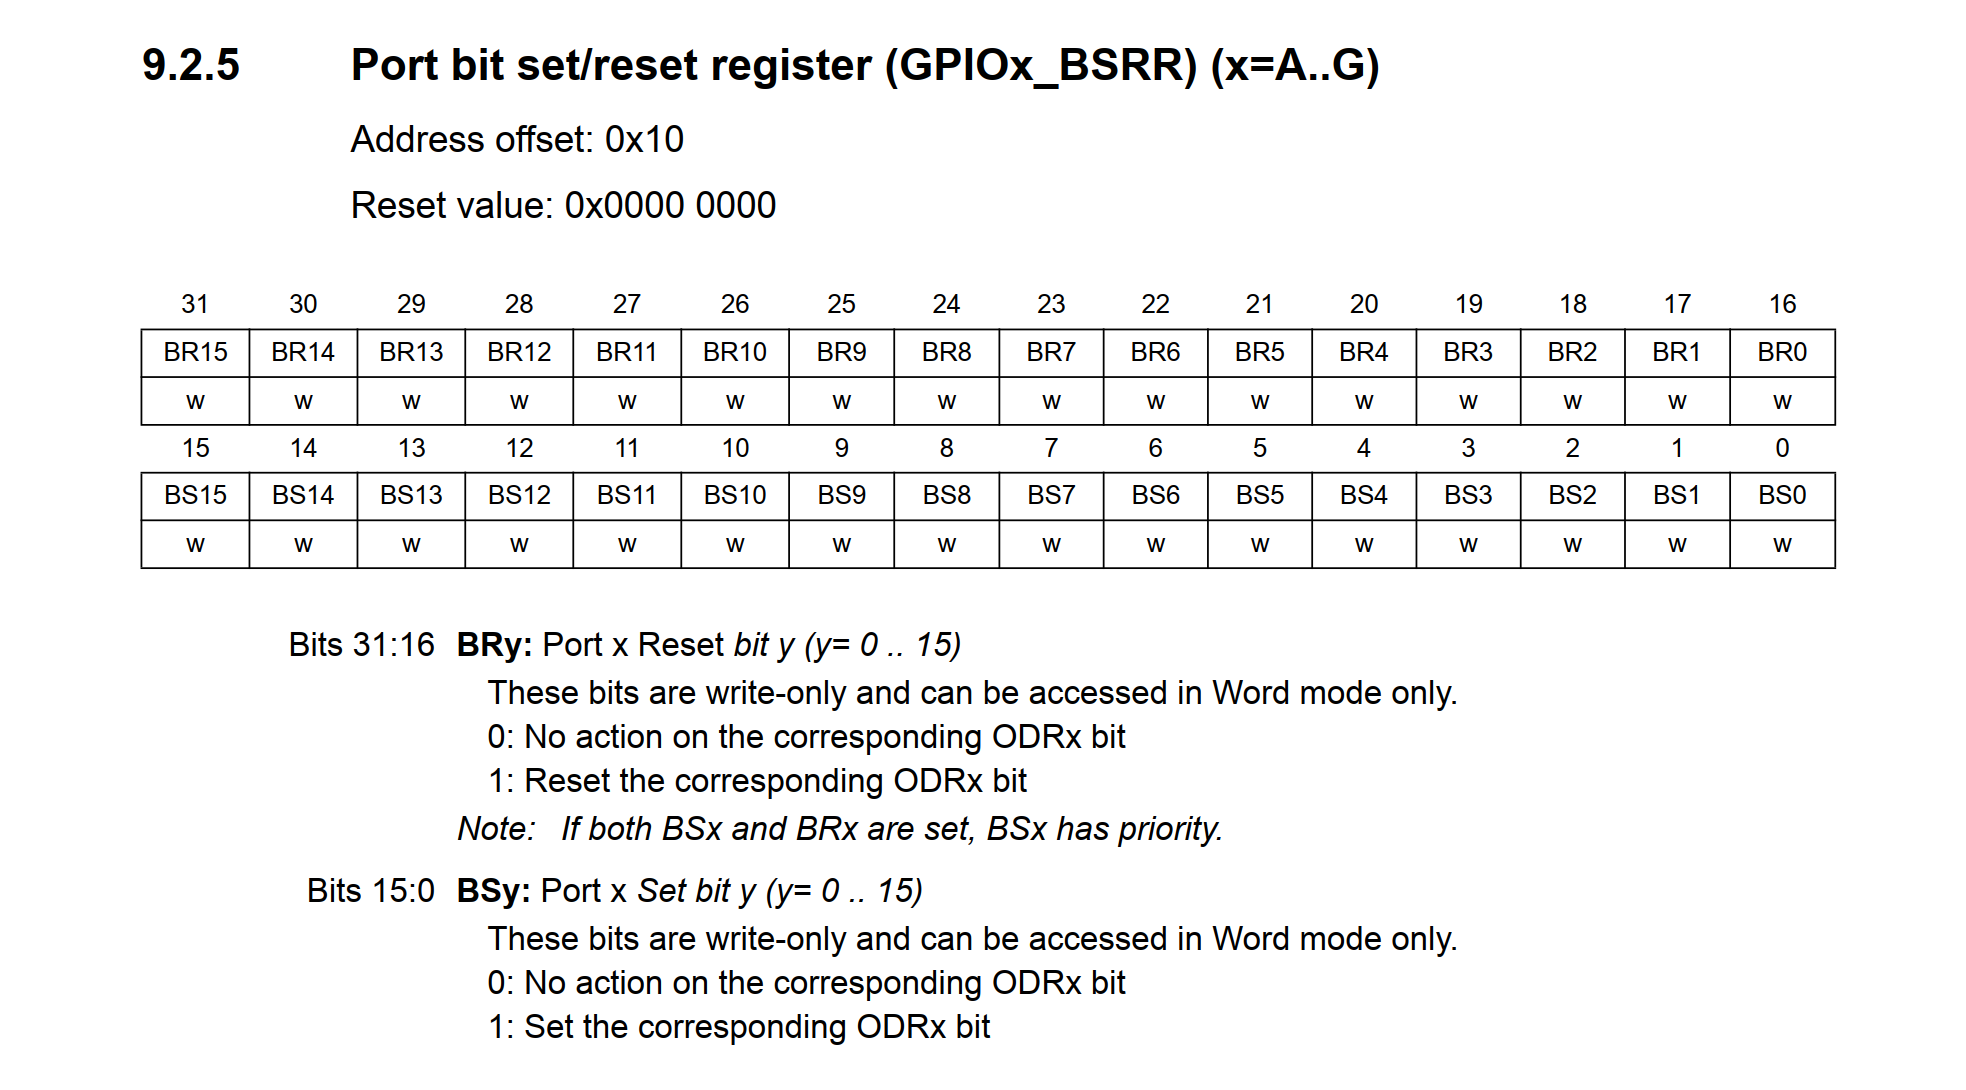 9.2.5 Port bit set/reset register (GPIOx_BSRR) (x=A..G)
Address offset: 0x10
Reset value: 0x0000 0000
31 30 29 28 27 26 25 24 23 22 21 20 19 18 17 16
BR15 BR14 BR13 BR12 BR11 BR10 BR9 BR8 BR7 BR6 BR5 BR4 BR3 BR2 BR1 BR0
w w w w w w w w w w w w w w w w
15 14 13 12 11 10 9 8 7 6 5 4 3 2 1 0
BS15 BS14 BS13 BS12 BS11 BS10 BS9 BS8 BS7 BS6 BS5 BS4 BS3 BS2 BS1 BS0
w w w w w w w w w w w w w w w w
Bits 31:16 BRy: Port x Reset bit y (y= 0 .. 15)
These bits are write-only and can be accessed in Word mode only.
0: No action on the corresponding ODRx bit
1: Reset the corresponding ODRx bit
Note: If both BSx and BRx are set, BSx has priority.
Bits 15:0 BSy: Port x Set bit y (y= 0 .. 15)
These bits are write-only and can be accessed in Word mode only.
0: No action on the corresponding ODRx bit
1: Set the corresponding ODRx bit